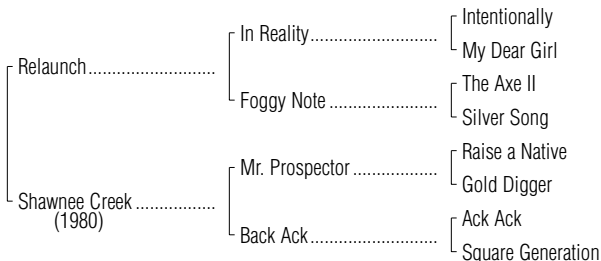 Intentionally
In Reality..............................
My Dear Girl
Relaunch..........................
The Axe II
Foggy Note .........................
Silver Song
Raise a Native
Mr. Prospector ....................
Gold Digger
Shawnee Creek ................
(1980)
Ack Ack
Back Ack..............................
Square Generation